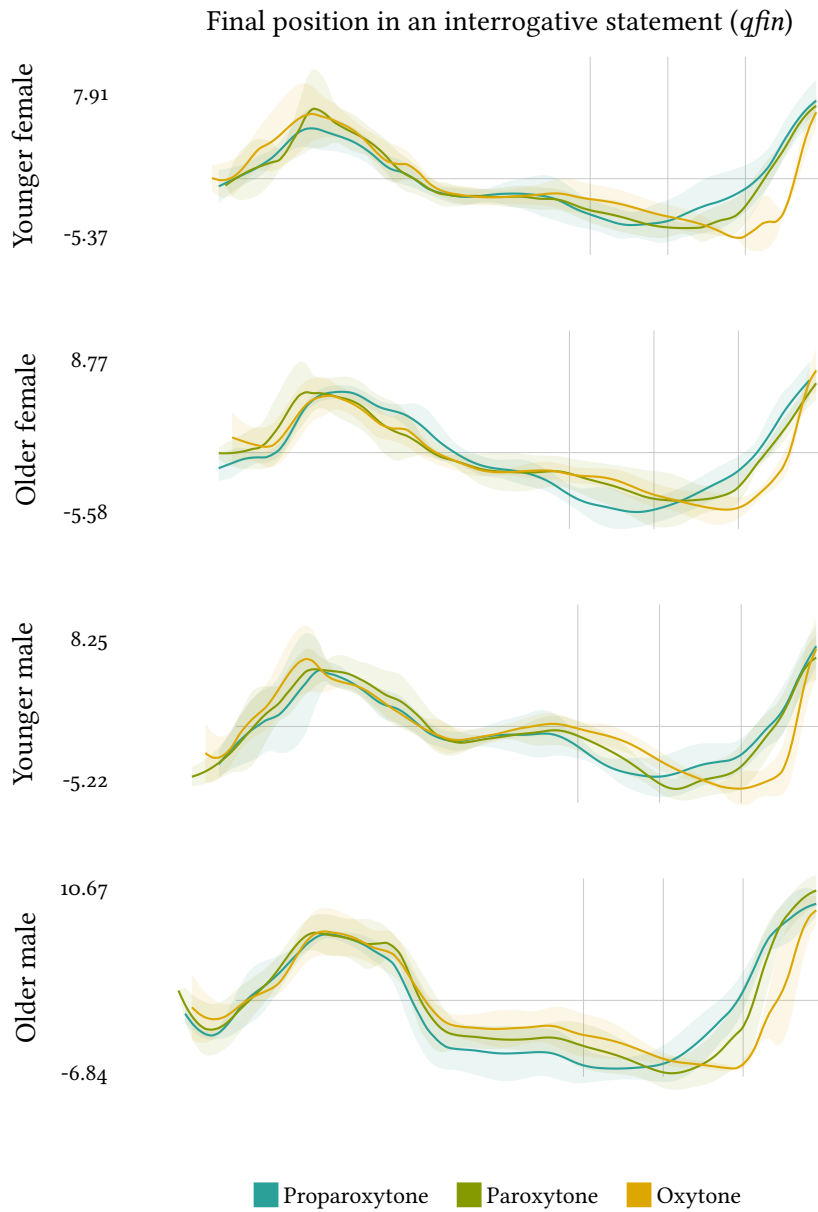 Final position in an interrogative statement (qfin)
Younger female
7.91
-5.37
Older female
8.77
-5.58
Younger male
8.25
-5.22
Older male
10.67
-6.84
Proparoxytone Paroxytone Oxytone